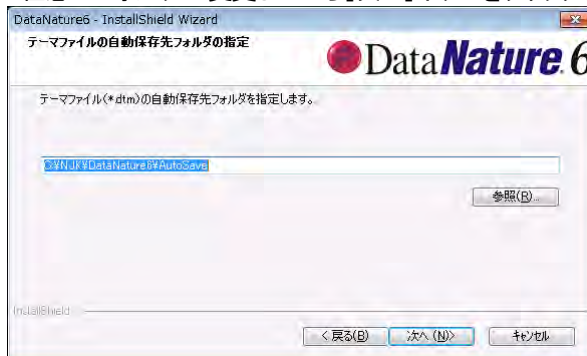 DataNature6 - InstallShield Wizard
テーマファイルの自動保存先フォルダの指定
Data Nature. 6
テーマファイル(*dtm)の自動保存先フォルダを指定します。
C:¥NJK¥DataNature6¥AutoSave
参照(R)...
InstallShield
< 戻る(B)
次へ (N)>
キャンセル